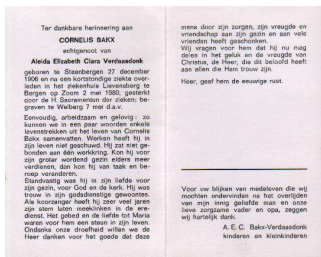 Ter dankbare herinnering aan
CORNELIS BAKX
echtgenoot van
Aleida Elizabeth Clara Verdaasdonk
geboren te Steenbergen 27 december
1906 en na een kortstondige ziekte over-
leden in het ziekenhuis Lievensberg te
Bergen op Zoom 2 mei 1980, gesterkt
door de H. Sacramenten der zieken; be-
graven te Welberg 7 mei d.a.v.
Eenvoudig, arbeidzaam en gelovig: zo
kunnen we in een paar woorden enkele
levenstrekken uit het leven van Cornelis
Bakx samenvatten. Werken heeft hij in
zijn leven niet geschuwd. Hij zat niet ge-
bonden aan één werkkring. Kon hij voor
zijn groter wordend gezin elders meer
verdienen, dan kon hij van taak en be-
roep veranderen.
Standvastig was hij in zijn liefde voor
zijn gezin, voor God en de kerk. Hij was
trouw in zijn godsdienstige gewoontes.
Als koorzanger heeft hij zeer veel jaren
zijn stem laten meeklinken in de ere-
dienst. Het gebed en de liefde tot Maria
waren voor hem een steun in zijn leven.
Ondanks onze droefheid willen we de
Heer danken voor het goede dat deze
mens door zijn zorgen, zijn vreugde en
vriendschap aan zijn gezin en aan vele
vrienden heeft geschonken.
Wij vragen voor hem dat hij nu mag
delen in het geluk en de vreugde van
Christus, de Heer, die dit beloofd heeft
aan allen die Hem trouw zijn.
Heer, geef hem de eeuwige rust.
Voor uw blijken van medeleven die wij
mochten ondervinden na het overlijden
van mijn innig geliefde man en onze
lieve zorgzame vader en opa, zeggen
wij hartelijk dank.
A. E. C. Bakx-Verdaasdonk
kinderen en kleinkinderen